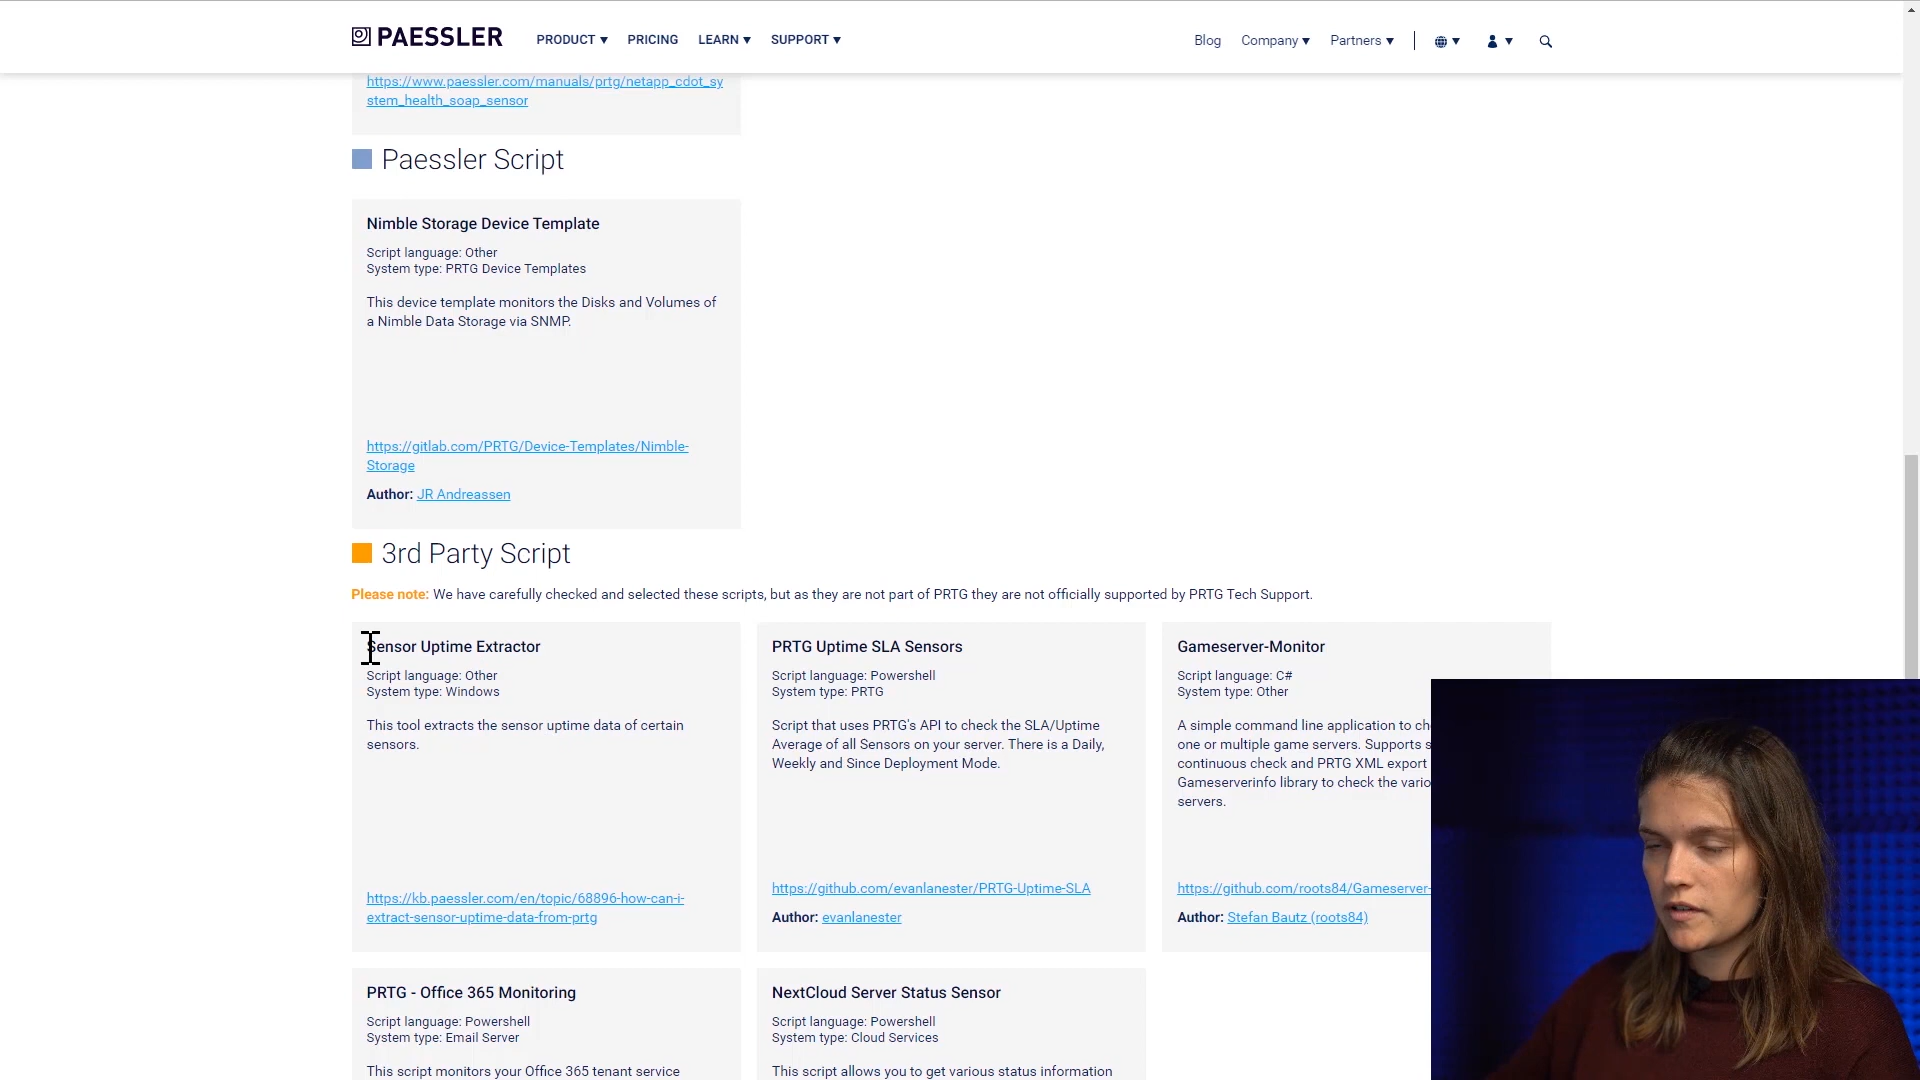 PAESSLER
PRODUCT ▼ PRICING LEARN ▼ SUPPORT ▼
Blog Company ▼ Partners ▼
https://www.paessler.com/manuals/prtg/netapp_cdot_sy
stem_health_soap_sensor
Paessler Script
Nimble Storage Device Template
Script language: Other
System type: PRTG Device Templates
This device template monitors the Disks and Volumes of
a Nimble Data Storage via SNMP.
https://gitlab.com/PRTG/Device-Templates/Nimble-
Storage
Author: JR Andreassen
3rd Party Script
Please note: We have carefully checked and selected these scripts, but as they are not part of PRTG they are not officially supported by PRTG Tech Support.
Sensor Uptime Extractor
Script language: Other
System type: Windows
This tool extracts the sensor uptime data of certain
sensors.
https://kb.paessler.com/en/topic/68896-how-can-i-
extract-sensor-uptime-data-from-prtg
PRTG Uptime SLA Sensors
Script language: Powershell
System type: PRTG
Script that uses PRTG's API to check the SLA/Uptime
Average of all Sensors on your server. There is a Daily,
Weekly and Since Deployment Mode.
https://github.com/evanlanester/PRTG-Uptime-SLA
Author: evanlanester
Gameserver-Monitor
Script language: C#
System type: Other
A simple command line application to
one or multiple game servers. Supports
continuous check and PRTG XML export
Gameserverinfo library to check the
servers.
https://github.com/roots84/Gameserver-
Author: Stefan Bautz (roots84)
PRTG - Office 365 Monitoring
Script language: Powershell
System type: Email Server
This script monitors your Office 365 tenant service
NextCloud Server Status Sensor
Script language: Powershell
System type: Cloud Services
This script allows you to get various status information